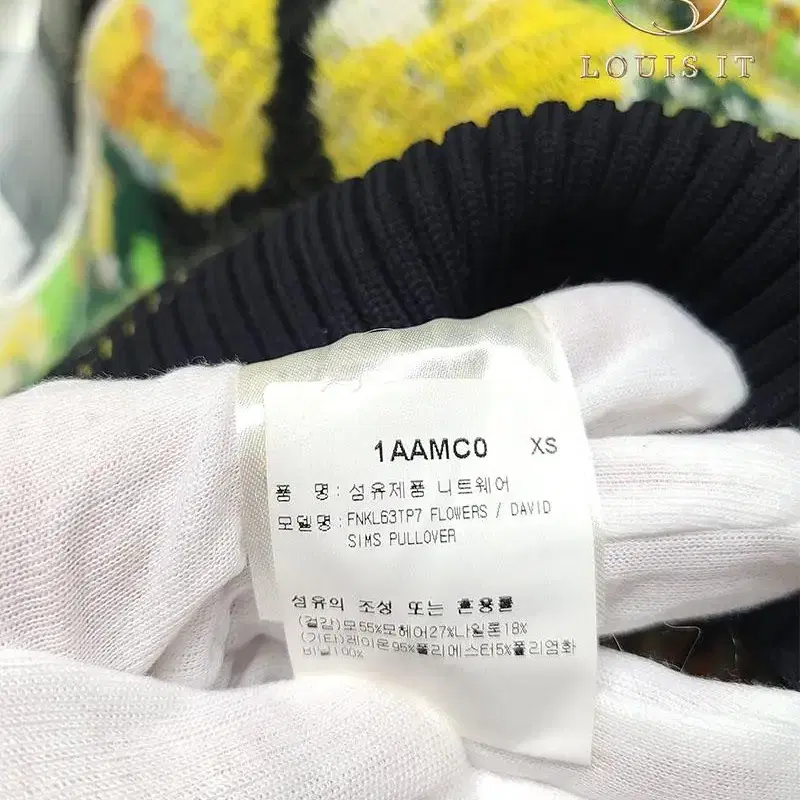 LOUIS IT
1AAMC0 XS
품 명: 섬유제품 니트웨어
모델명: FNKL63TP7 FLOWERS / DAVID
SIMS PULLOVER
섬유의 조성 또는 혼용률
(겉감)모55%모헤어27%나일론18%
(기타)레이온95%폴리에스터5%폴리염화
비닐100%